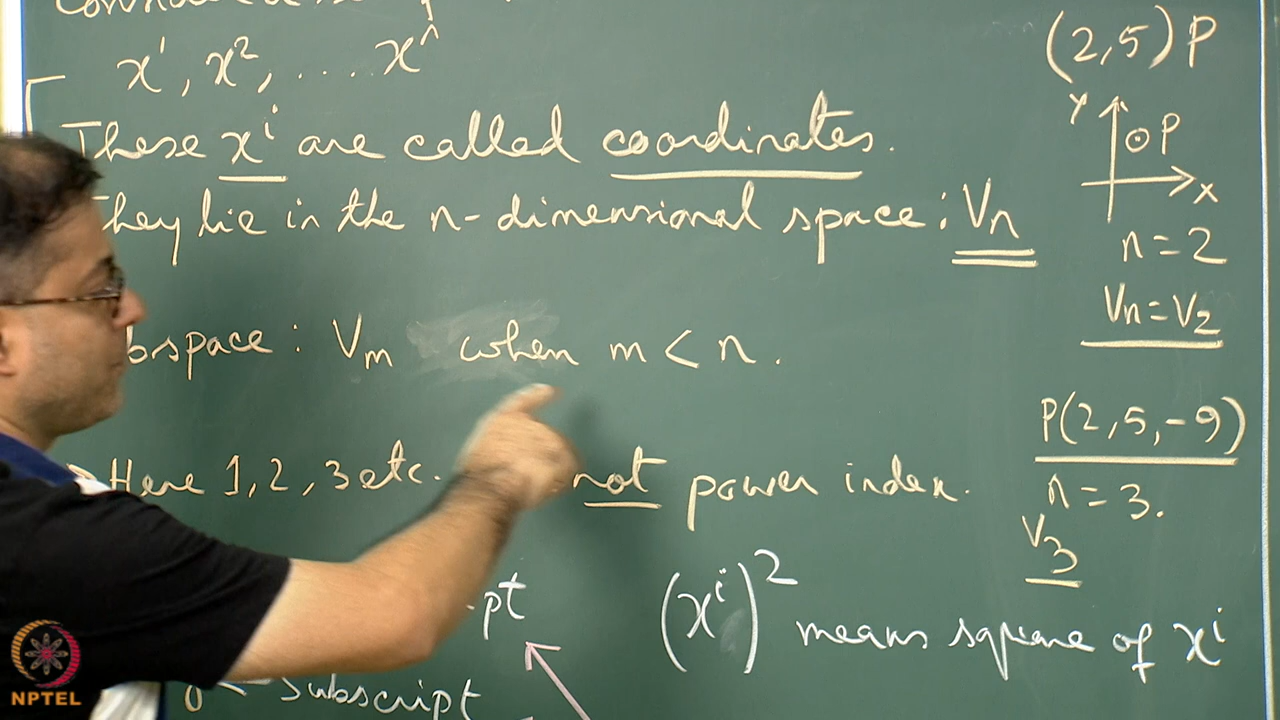 x¹, x², .... xⁿ
These xⁱ are called coordinates.
They lie in the n-dimensional space : Vn
bspace : Vm when m < n.
Here 1, 2, 3 etc. not power index.
pt
(xⁱ)² means square of xⁱ
subscript
(2,5) P
Y
P
X
n = 2
Vn = V2
P(2, 5, -9)
n = 3.
V3
NPTEL